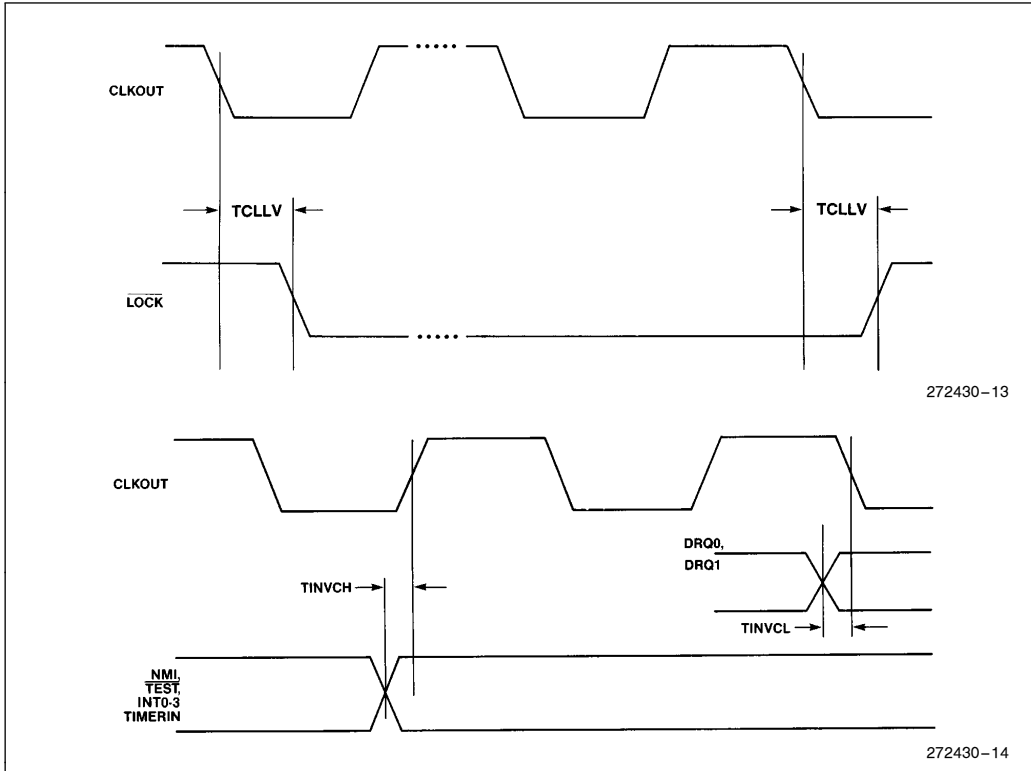 CLKOUT
TCLLV
TCLLV
LOCK
272430–13
CLKOUT
DRQ0,
DRQ1
TINVCH
TINVCL
NMI,
TEST,
INT0-3
TIMERIN
272430–14